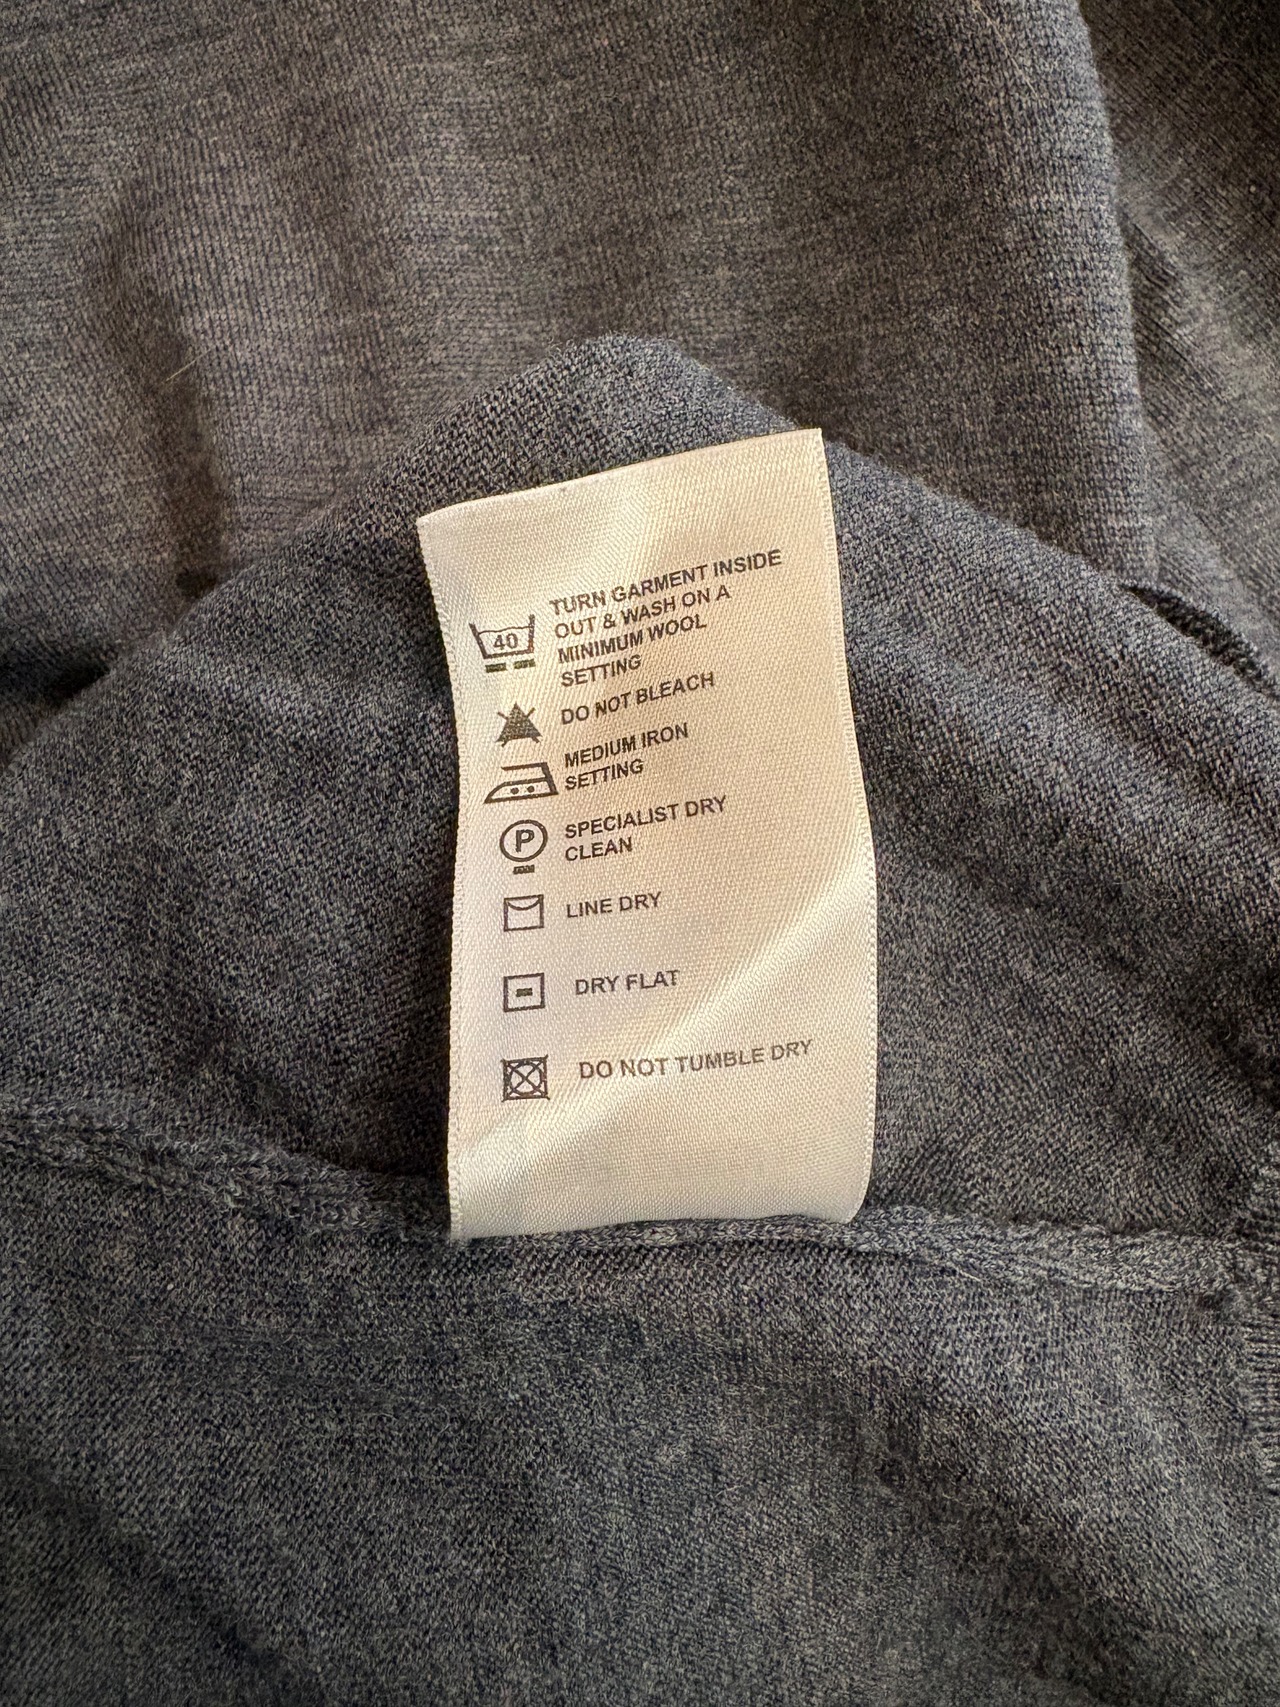 40
TURN GARMENT INSIDE
OUT & WASH ON A
MINIMUM WOOL
SETTING
DO NOT BLEACH
MEDIUM IRON
SETTING
P
SPECIALIST DRY
CLEAN
LINE DRY
DRY FLAT
DO NOT TUMBLE DRY